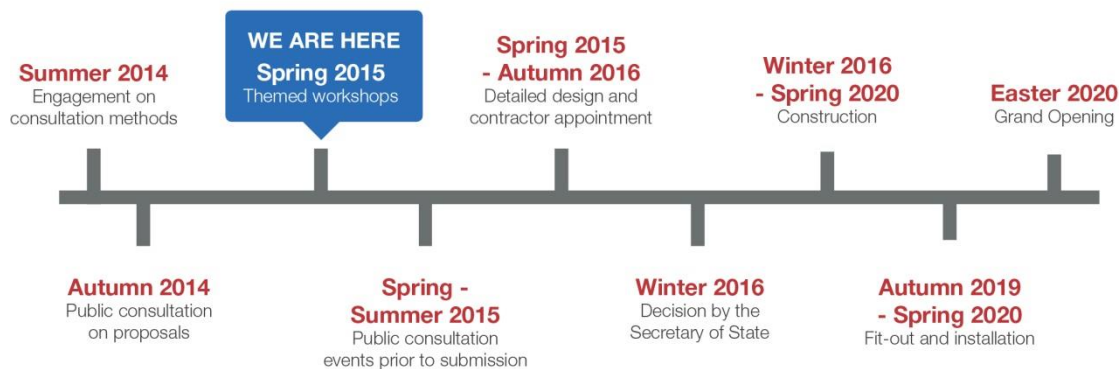 Summer 2014
Engagement on
consultation methods
WE ARE HERE
Spring 2015
Themed workshops
Spring 2015
- Autumn 2016
Detailed design and
contractor appointment
Winter 2016
- Spring 2020
Construction
Easter 2020
Grand Opening
Autumn 2014
Public consultation
on proposals
Spring -
Summer 2015
Public consultation
events prior to submission
Winter 2016
Decision by the
Secretary of State
Autumn 2019
- Spring 2020
Fit-out and installation